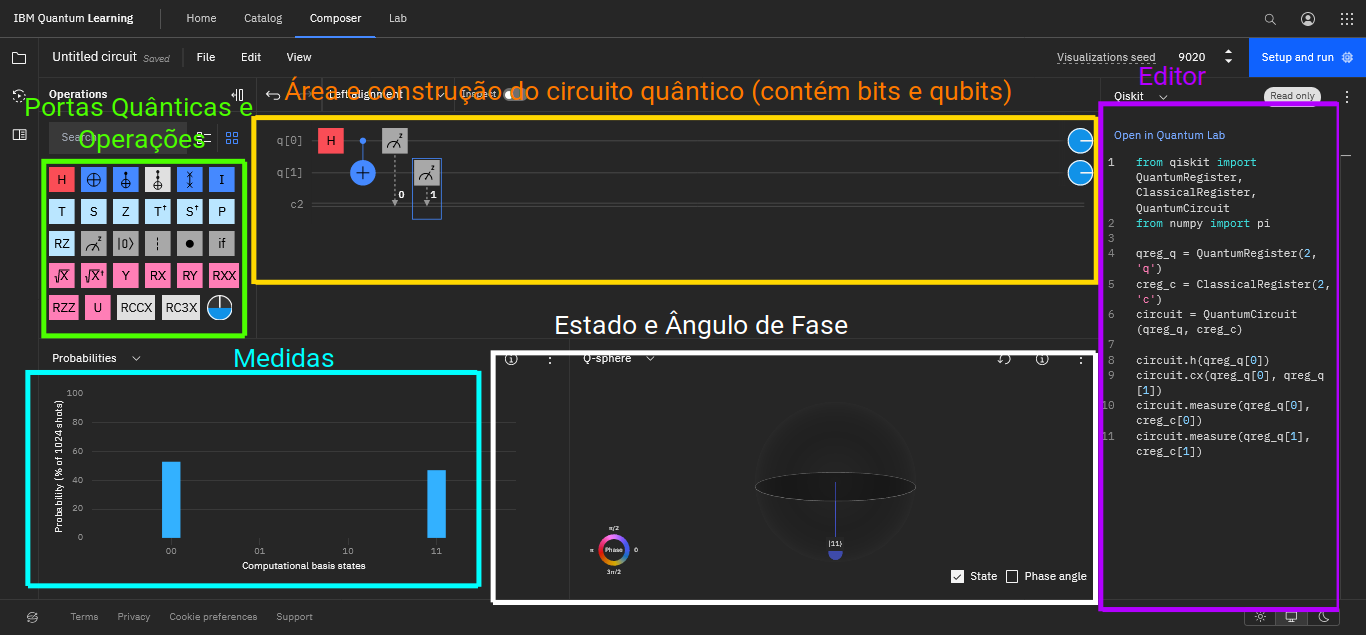 IBM Quantum Learning Home Catalog Composer Lab
Untitled circuit Saved File Edit View Visualizations seed 9020 Setup and run
Operations
Left alignment Inspect
Portas Quânticas e
Operações
Área e construção do circuito quântico (contém bits e qubits)
Editor
Qiskit Read only
Search
H I
T S Z T† S† P
RZ z |0⟩ if
√X √X† Y RX RY RXX
RZZ U RCCX RC3X
q[0] H z
q[1] z
0 1
c2
Open in Quantum Lab
1 from qiskit import
QuantumRegister,
ClassicalRegister,
QuantumCircuit
2 from numpy import pi
3
4 qreg_q = QuantumRegister(2,
'q')
5 creg_c = ClassicalRegister(2,
'c')
6 circuit = QuantumCircuit
(qreg_q, creg_c)
7
8 circuit.h(qreg_q[0])
9 circuit.cx(qreg_q[0], qreg_q
[1])
10 circuit.measure(qreg_q[0],
creg_c[0])
11 circuit.measure(qreg_q[1],
creg_c[1])
Probabilities
Medidas
Probability (% of 1024 shots)
100
80
60
40
20
0
00 01 10 11
Computational basis states
Estado e Ângulo de Fase
Q-sphere
|11⟩
π/2
π Phase 0
3π/2
State Phase angle
Terms Privacy Cookie preferences Support